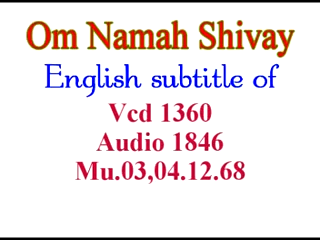 Om Namah Shivay
English subtitle of
Vcd 1360
Audio 1846
Mu.03,04.12.68